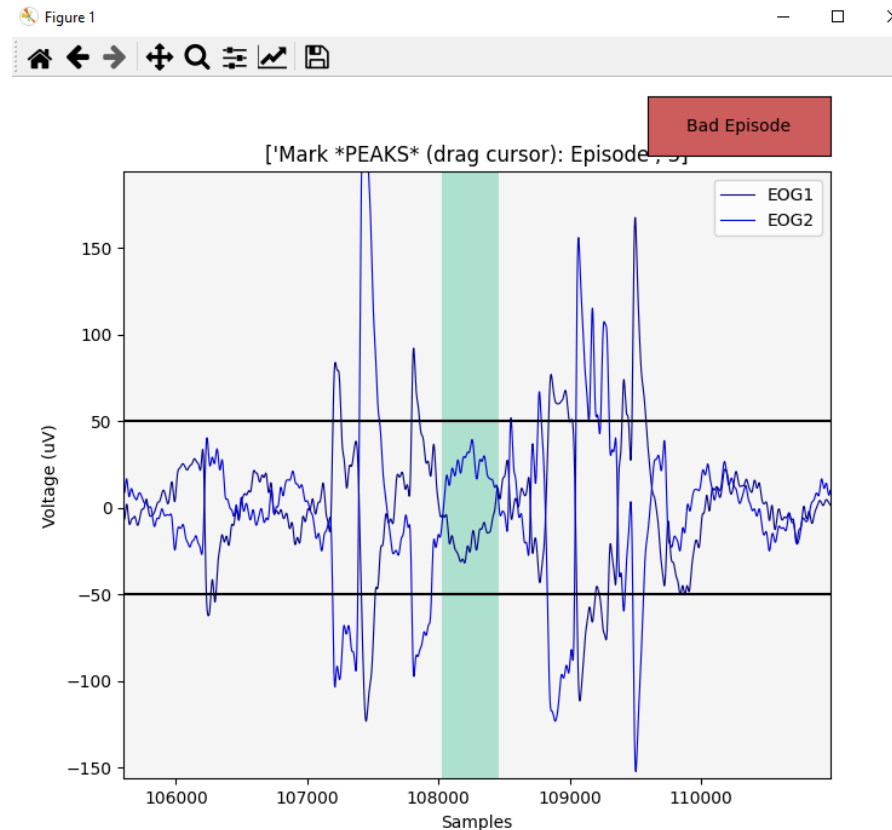 Figure 1
Bad Episode
['Mark *PEAKS* (drag cursor): Episode', 3]
EOG1
EOG2
150
100
50
0
−50
−100
−150
Voltage (uV)
106000 107000 108000 109000 110000
Samples